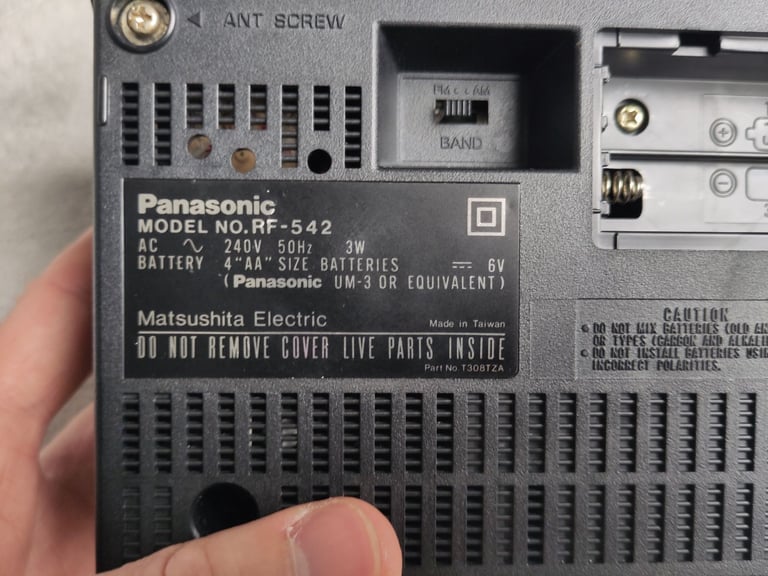 ◄ ANT SCREW
FM AM
BAND
Panasonic
MODEL NO. RF-542
AC ∿ 240V 50Hz 3W
BATTERY 4 "AA" SIZE BATTERIES ⎓ 6V
(Panasonic UM-3 OR EQUIVALENT)
Matsushita Electric Made in Taiwan
DO NOT REMOVE COVER LIVE PARTS INSIDE
Part No. T308TZA
CAUTION
DO NOT MIX BATTERIES (OLD AN
OR TYPES (CARBON AND ALKALI
DO NOT INSTALL BATTERIES USIN
INCORRECT POLARITIES.